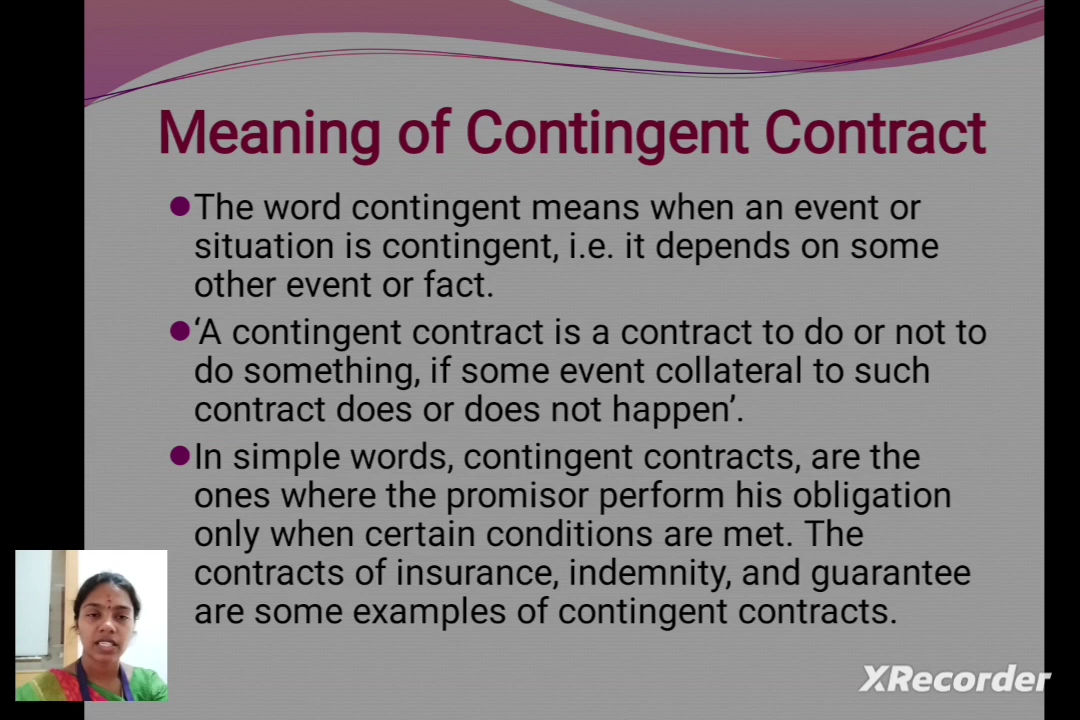 Meaning of Contingent Contract
●The word contingent means when an event or
situation is contingent, i.e. it depends on some
other event or fact.
●‘A contingent contract is a contract to do or not to
do something, if some event collateral to such
contract does or does not happen’.
●In simple words, contingent contracts, are the
ones where the promisor perform his obligation
only when certain conditions are met. The
contracts of insurance, indemnity, and guarantee
are some examples of contingent contracts.
XRecorder